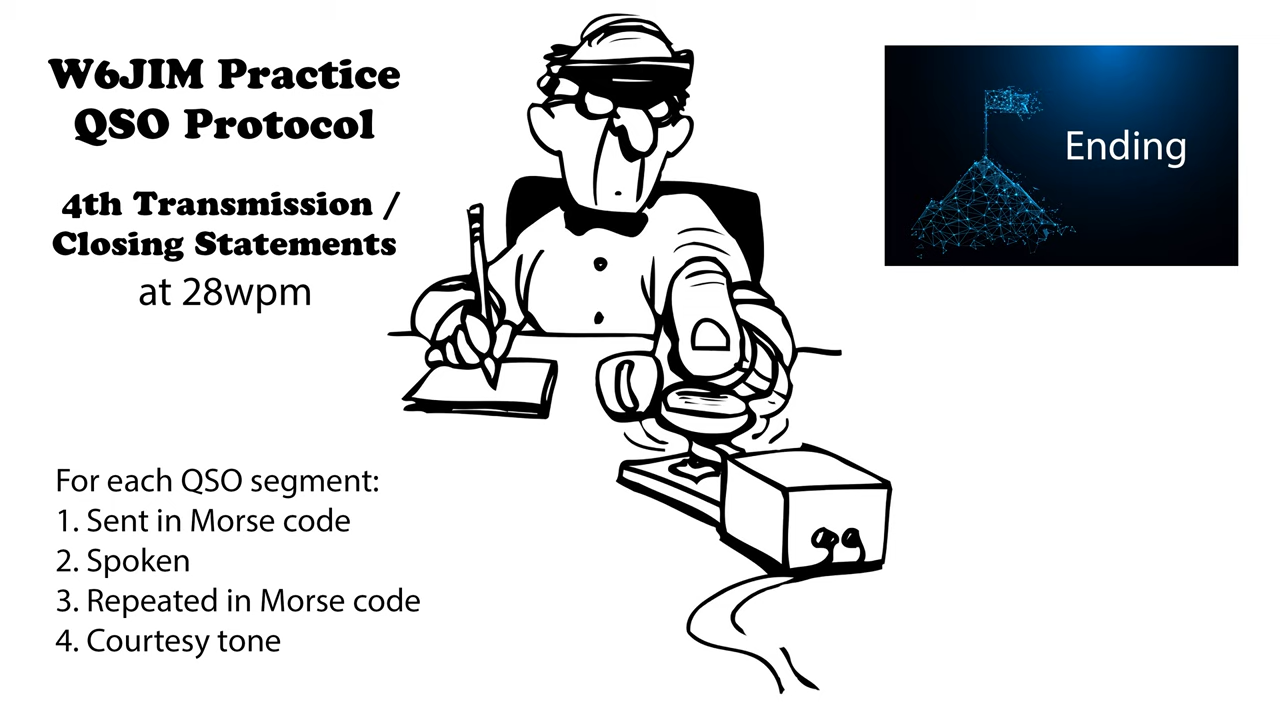 W6JIM Practice
QSO Protocol
4th Transmission /
Closing Statements
at 28wpm
Ending
For each QSO segment:
1. Sent in Morse code
2. Spoken
3. Repeated in Morse code
4. Courtesy tone